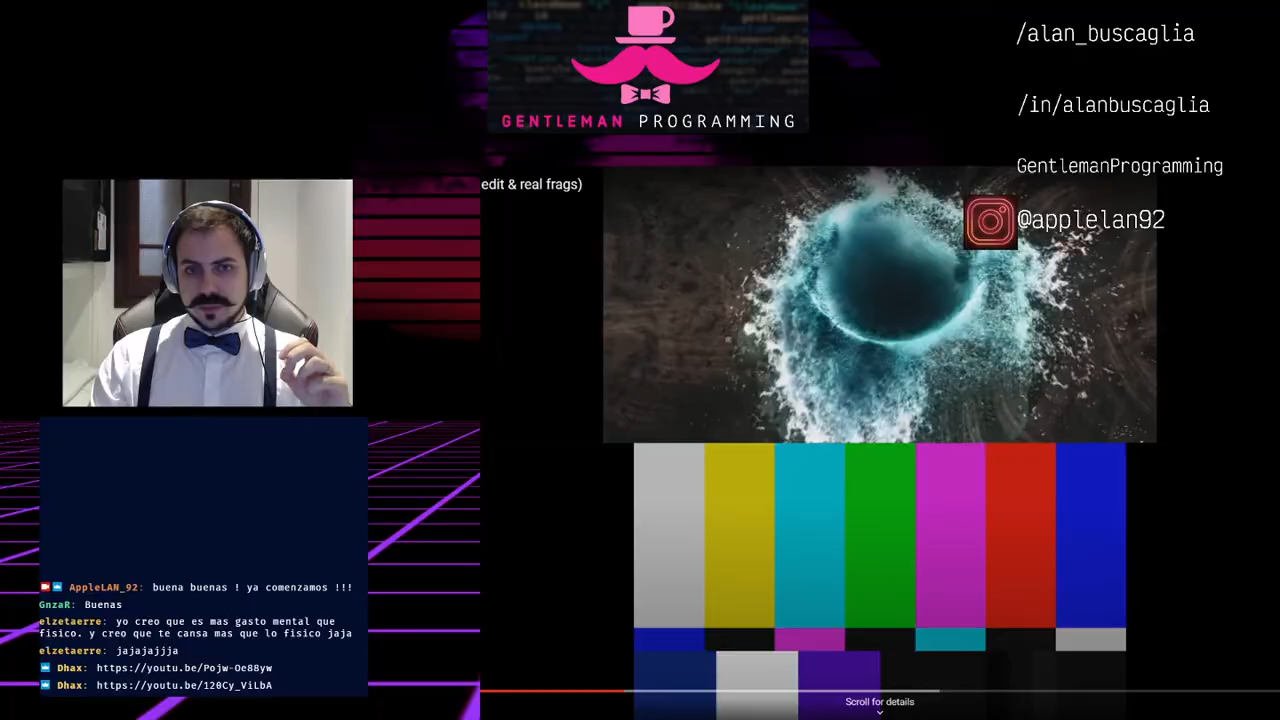 GENTLEMAN PROGRAMMING
/alan_buscaglia
/in/alanbuscaglia
GentlemanProgramming
@applelan92
edit & real frags)
AppleLAN_92: buena buenas ! ya comenzamos !!!
GnzaR: Buenas
elzetaerre: yo creo que es mas gasto mental que
fisico. y creo que te cansa mas que lo fisico jaja
elzetaerre: jajajajjja
Dhax: https://youtu.be/Pojw-Oe88yw
Dhax: https://youtu.be/120Cy_ViLbA
Scroll for details